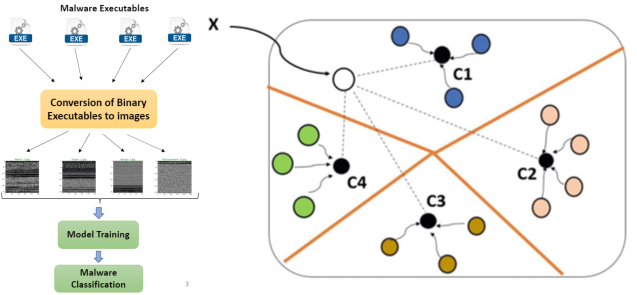 Malware Executables
EXE
EXE
EXE
EXE
Conversion of Binary
Executables to images
Model Training
Malware
Classification
3
X
C1
C2
C4
C3